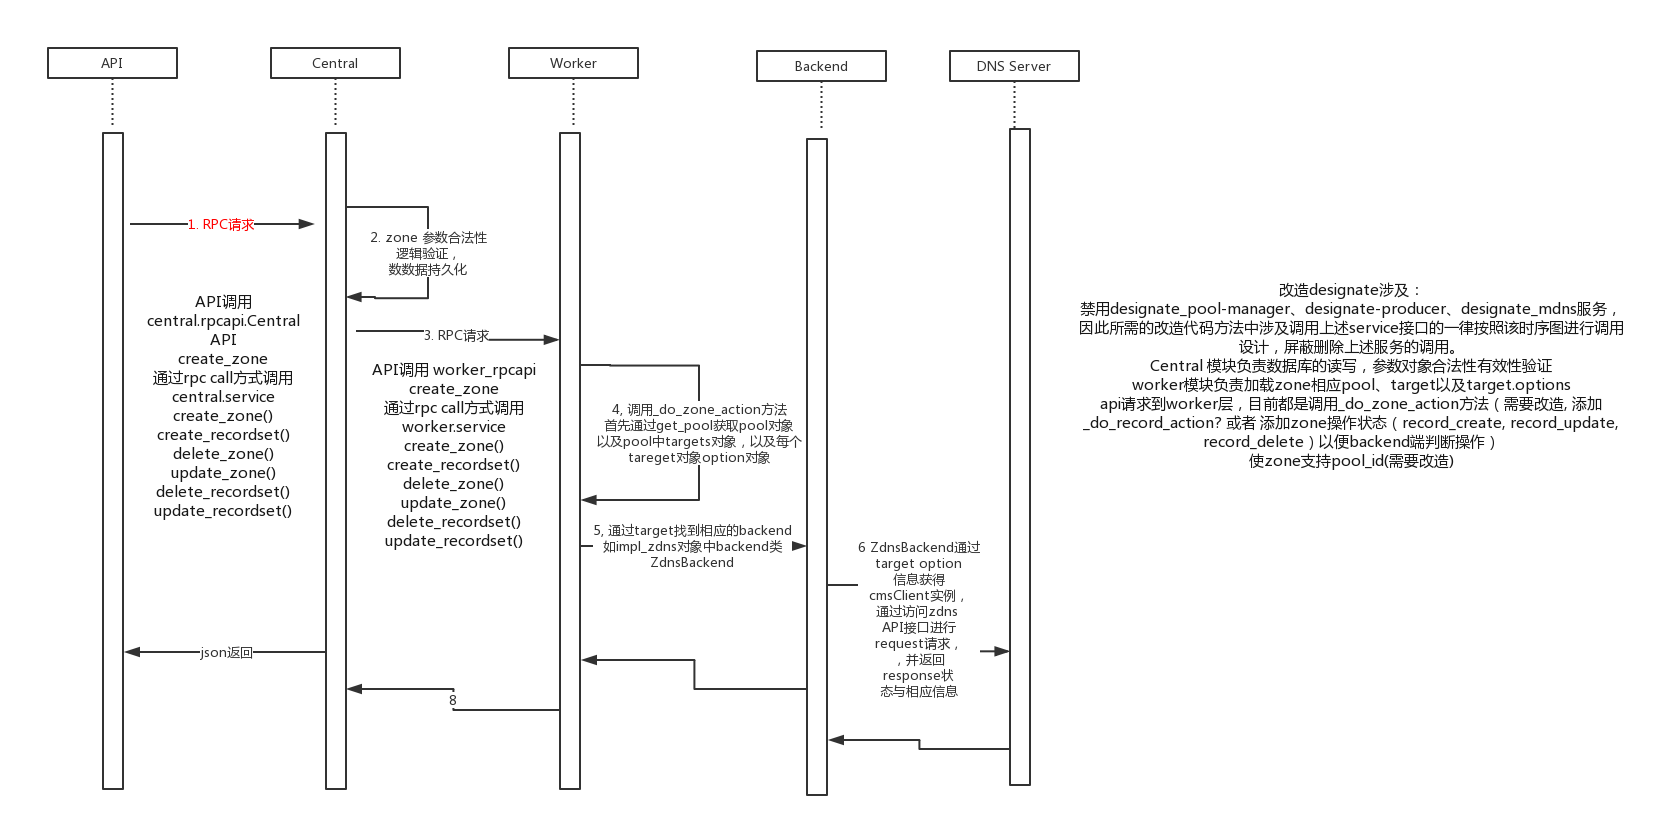 API
Central
Worker
Backend
DNS Server
1. RPC请求
2. zone 参数合法性
逻辑验证，
数数据持久化
API调用
central.rpcapi.Central
API
create_zone
通过rpc call方式调用
central.service
create_zone()
create_recordset()
delete_zone()
update_zone()
delete_recordset()
update_recordset()
3. RPC请求
API调用 worker_rpcapi
create_zone
通过rpc call方式调用
worker.service
create_zone()
create_recordset()
delete_zone()
update_zone()
delete_recordset()
update_recordset()
4, 调用_do_zone_action方法
首先通过get_pool获取pool对象
以及pool中targets对象，以及每个
tareget对象option对象
5, 通过target找到相应的backend
如impl_zdns对象中backend类
ZdnsBackend
6 ZdnsBackend通过
target option
信息获得
cmsClient实例，
通过访问zdns
API接口进行
request请求，
，并返回
response状
态与相应信息
json返回
8
改造designate涉及：
禁用designate_pool-manager、designate-producer、designate_mdns服务，
因此所需的改造代码方法中涉及调用上述service接口的一律按照该时序图进行调用
设计，屏蔽删除上述服务的调用。
Central 模块负责数据库的读写，参数对象合法性有效性验证
worker模块负责加载zone相应pool、target以及target.options
api请求到worker层，目前都是调用_do_zone_action方法（需要改造, 添加
_do_record_action? 或者 添加zone操作状态（record_create, record_update,
record_delete）以便backend端判断操作）
使zone支持pool_id(需要改造)